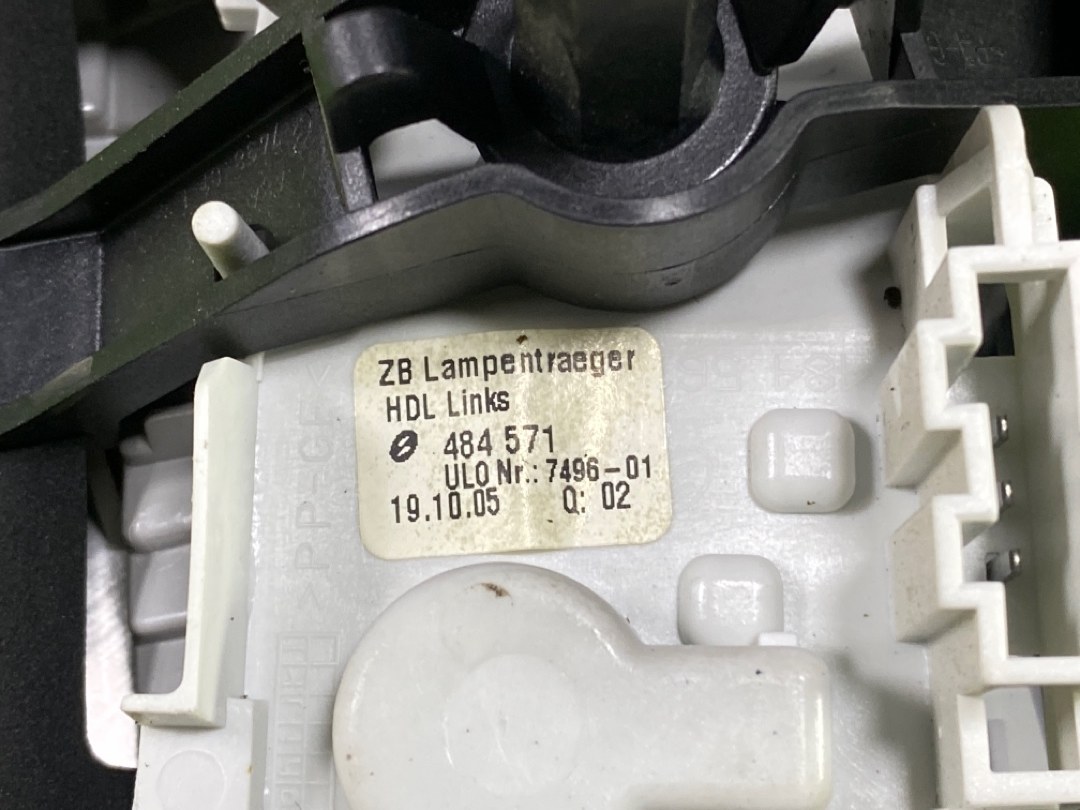 ZB Lampentraeger
HDL Links
484 571
ULO Nr.: 7496-01
19.10.05 Q: 02